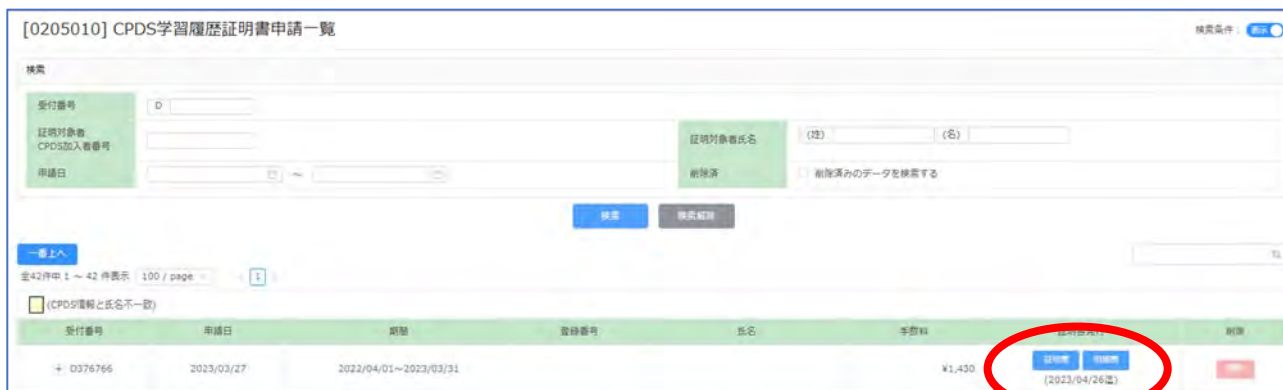 [0205010] CPDS学習履歴証明書申請一覧
検索条件： 表示
検索
受付番号 D
証明対象者
CPDS加入者番号
証明対象者氏名 (姓) (名)
申請日 ～
削除済 削除済みのデータを検索する
検索 検索解除
一番上へ
全42件中 1 ～ 42 件表示 100 / page 1
(CPDS情報と氏名不一致)
受付番号 申請日 期間 登録番号 氏名 手数料 証明書発行 削除
+ D376766 2023/03/27 2022/04/01～2023/03/31 ¥1,430 証明書 明細書
(2023/04/26迄)